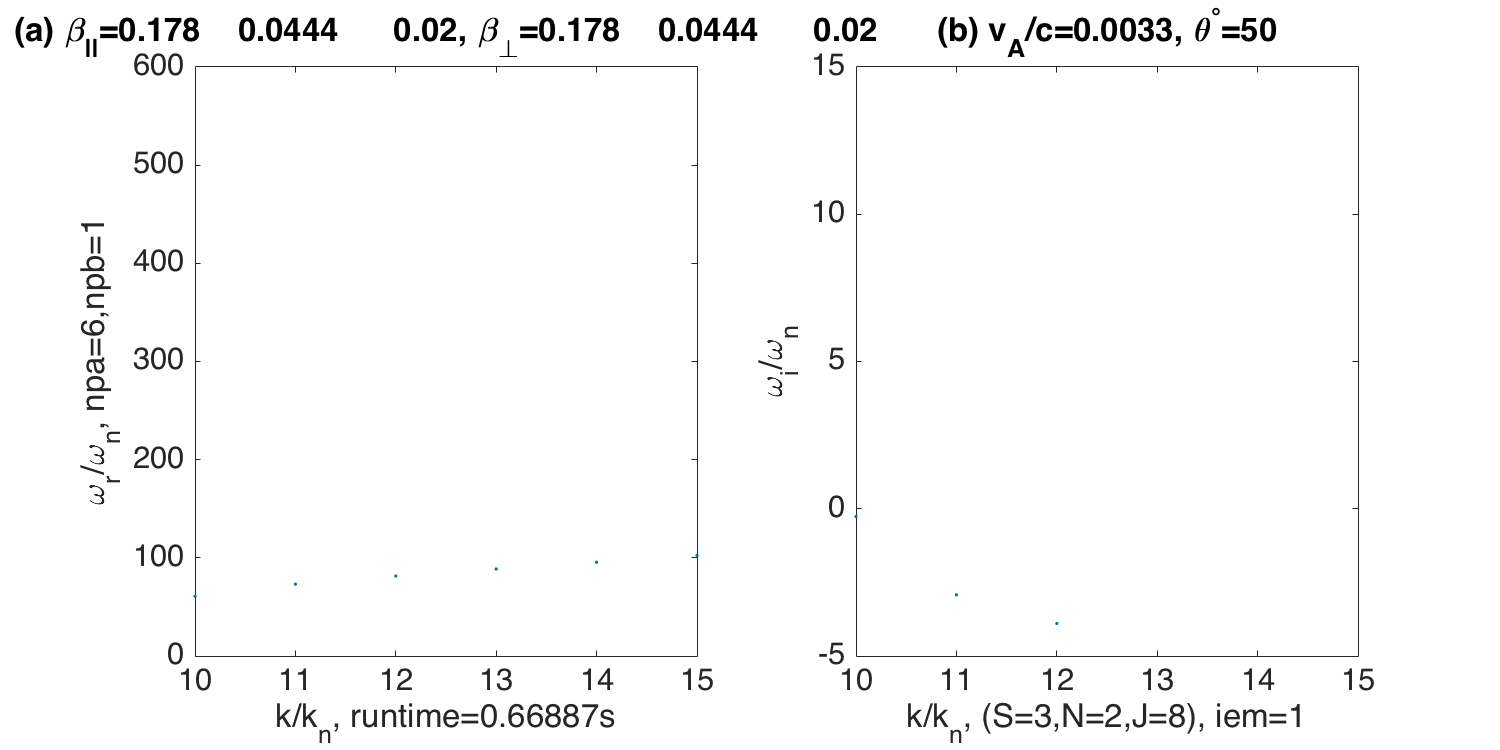 (a) β||=0.178 0.0444 0.02, β⊥=0.178 0.0444 0.02
(b) vA/c=0.0033, θ°=50
600
500
400
300
200
100
0
ωr/ωn, npa=6,npb=1
10 11 12 13 14 15
k/kn, runtime=0.66887s
15
10
5
0
-5
ωi/ωn
10 11 12 13 14 15
k/kn, (S=3,N=2,J=8), iem=1